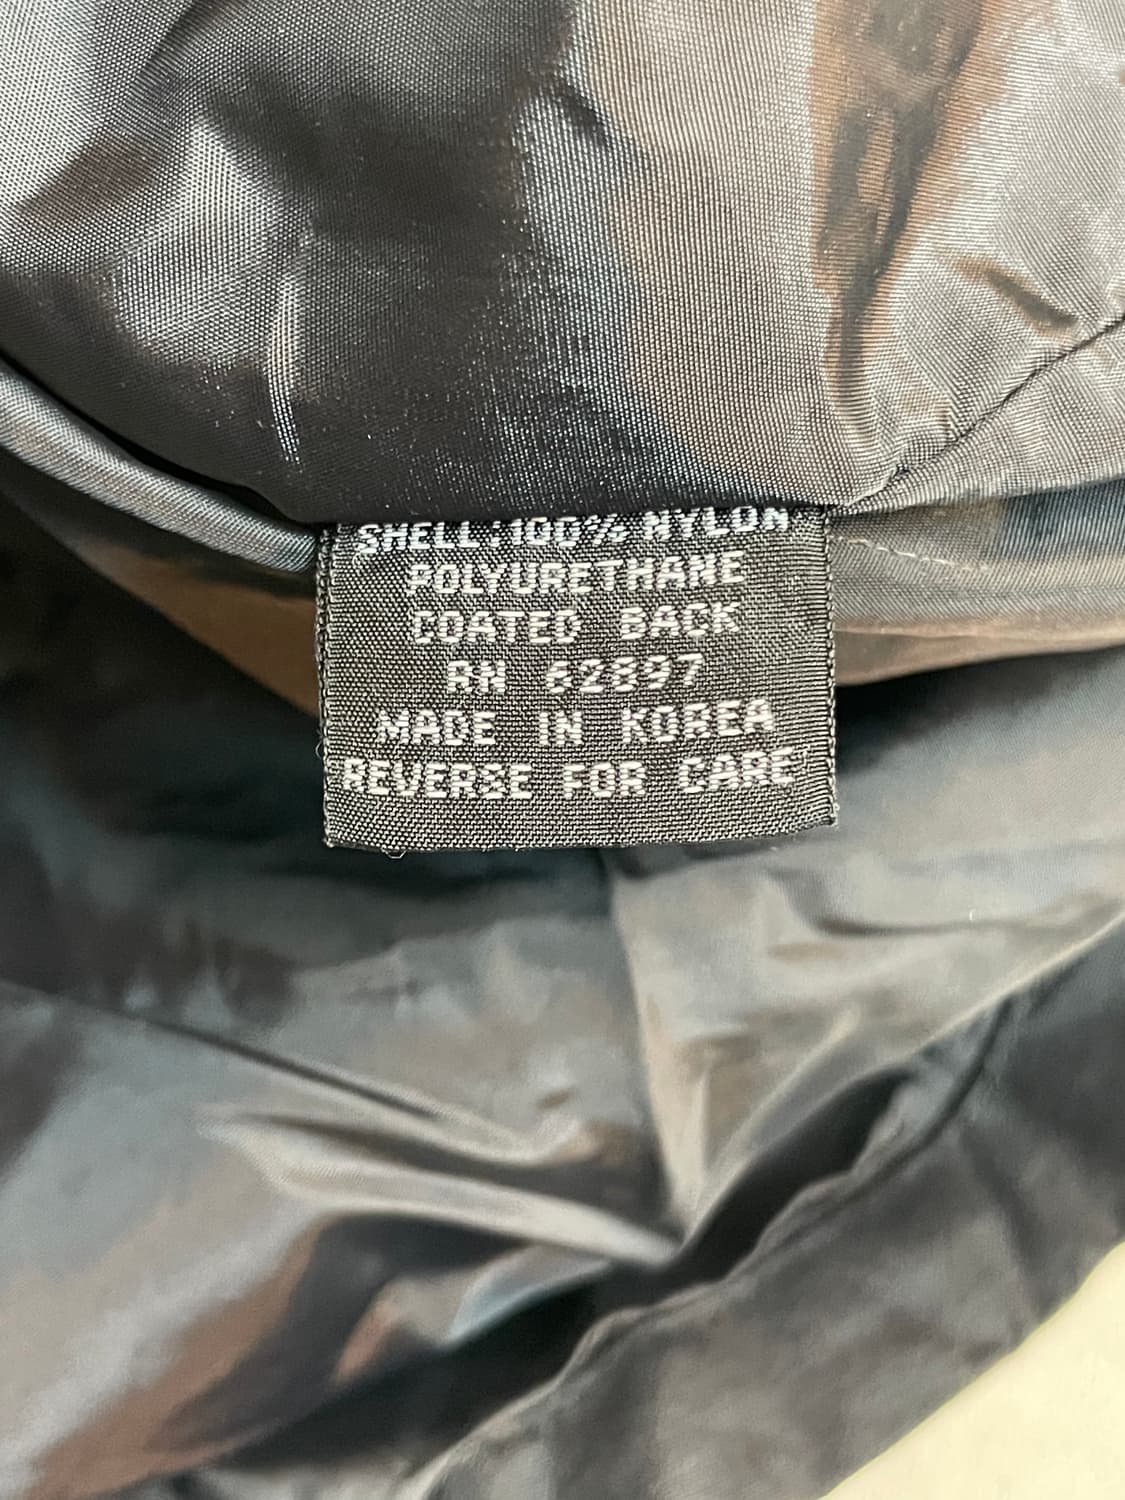 SHELL:100% NYLON
POLYURETHANE
COATED BACK
RN 62897
MADE IN KOREA
REVERSE FOR CARE